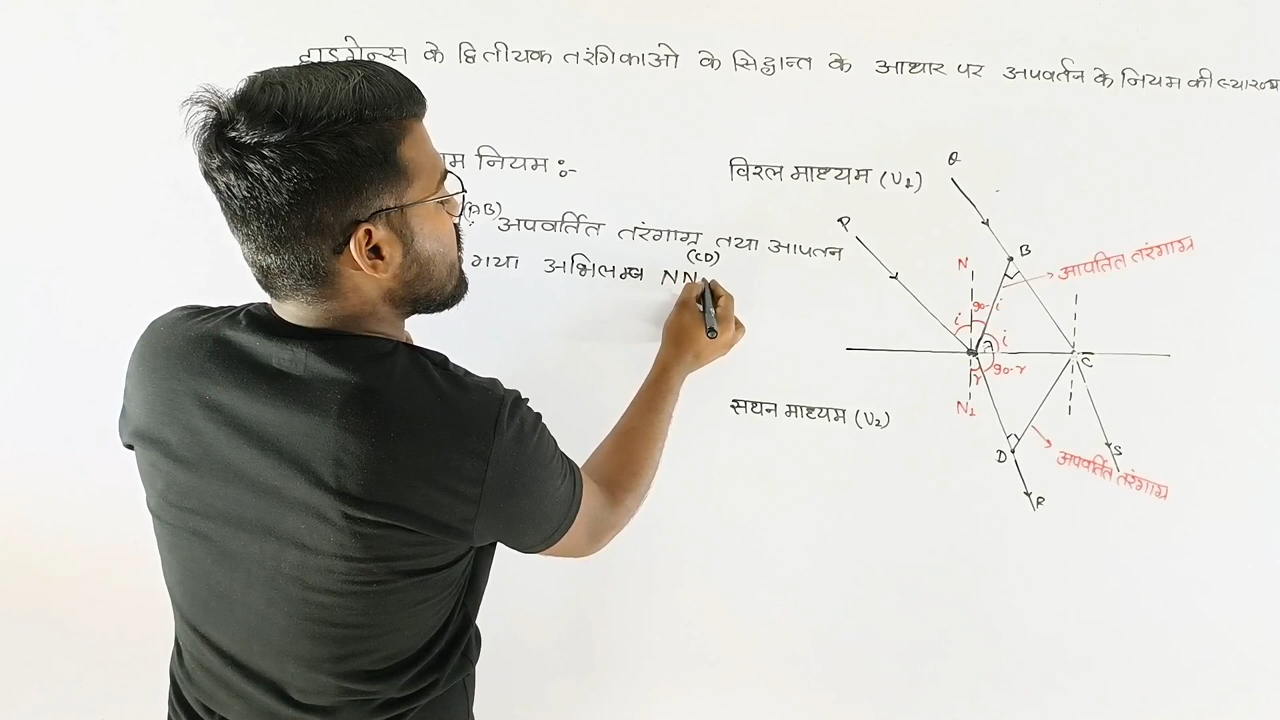 हाइगेन्स के द्वितीयक तरंगिकाओ के सिद्धान्त के आधार पर अपवर्तन के नियम की व्याख्या
म नियम :-
(AB) अपवर्तित तरंगाग्र तथा आपतन
(CD)
गया अभिलम्ब NN
विरल माध्यम (V1)
Q
P
B
N
आपतित तरंगाग्र
90-i
i
i
A
C
r
90-r
N1
सघन माध्यम (V2)
D
S
अपवर्तित तरंगाग्र
R